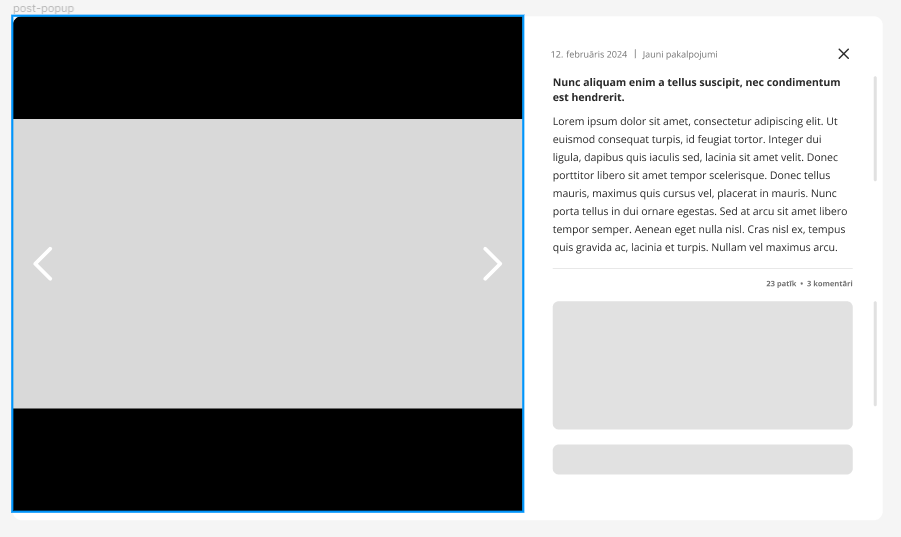 post-popup
12. februāris 2024 | Jauni pakalpojumi
Nunc aliquam enim a tellus suscipit, nec condimentum
est hendrerit.
Lorem ipsum dolor sit amet, consectetur adipiscing elit. Ut
euismod consequat turpis, id feugiat tortor. Integer dui
ligula, dapibus quis iaculis sed, lacinia sit amet velit. Donec
porttitor libero sit amet tempor scelerisque. Donec tellus
mauris, maximus quis cursus vel, placerat in mauris. Nunc
porta tellus in dui ornare egestas. Sed at arcu sit amet libero
tempor semper. Aenean eget nulla nisl. Cras nisl ex, tempus
quis gravida ac, lacinia et turpis. Nullam vel maximus arcu.
23 patīk • 3 komentāri